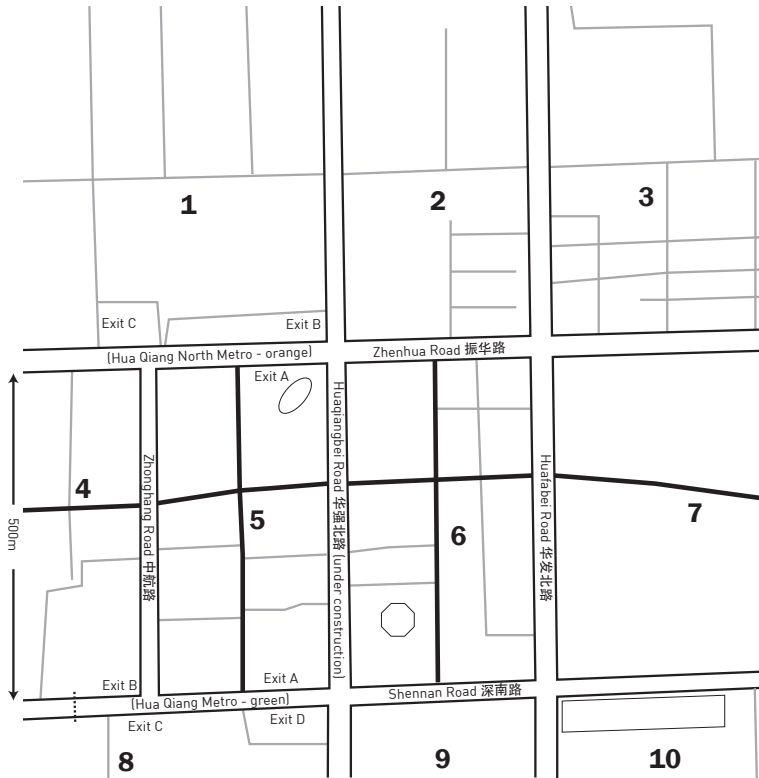 1
2
3
Exit C
Exit B
(Hua Qiang North Metro - orange)
Zhenhua Road 振华路
Exit A
Huaqiangbei Road 华强北路 (under construction)
Zhonghang Road 中航路
Huafabei Road 华发北路
4
5
6
7
500m
Exit B
Exit A
(Hua Qiang Metro - green)
Shennan Road 深南路
Exit C
Exit D
8
9
10